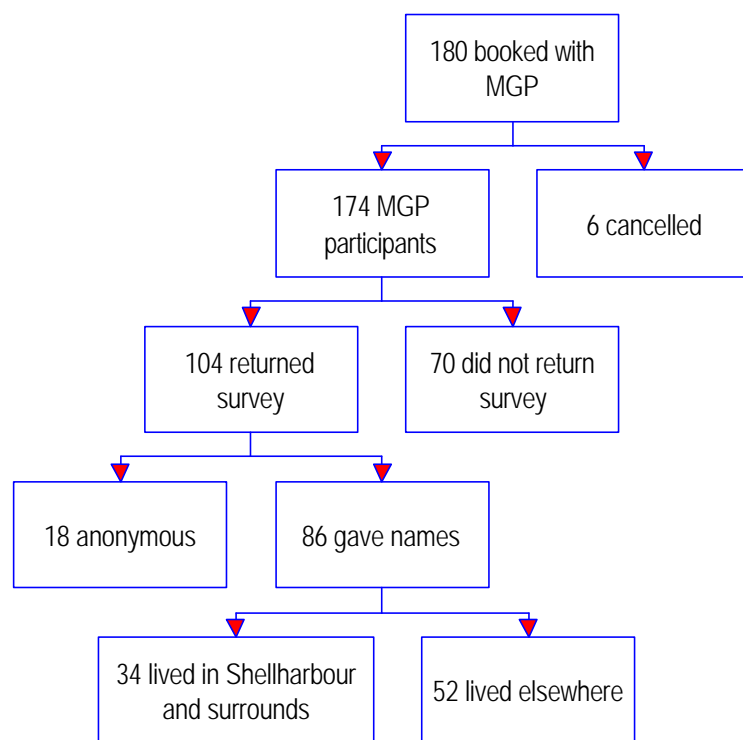 180 booked with
MGP
174 MGP
participants
6 cancelled
104 returned
survey
70 did not return
survey
18 anonymous
86 gave names
34 lived in Shellharbour
and surrounds
52 lived elsewhere